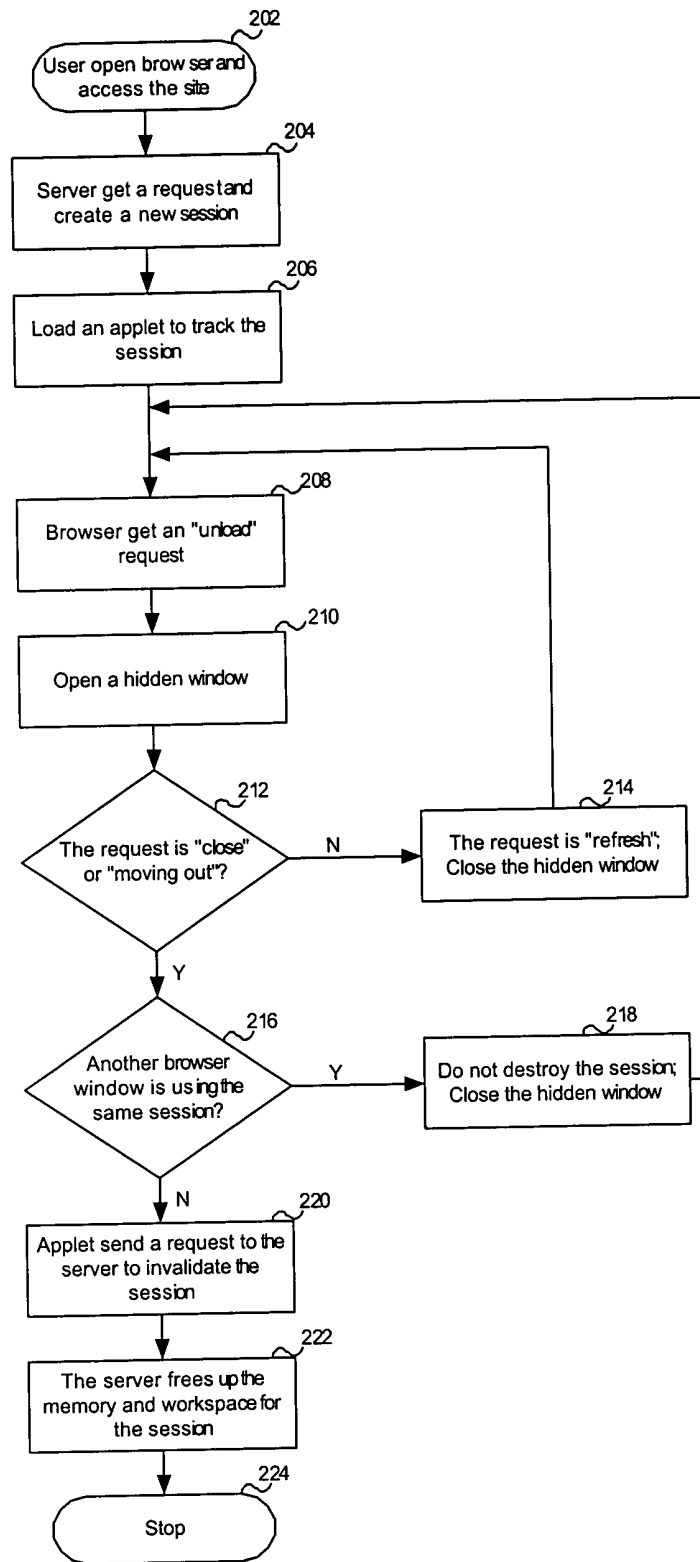 202
User open browser and
access the site
204
Server get a request and
create a new session
206
Load an applet to track the
session
208
Browser get an "unload"
request
210
Open a hidden window
212
The request is "close"
or "moving out"?
N
214
The request is "refresh";
Close the hidden window
Y
216
Another browser
window is using the
same session?
Y
218
Do not destroy the session;
Close the hidden window
N
220
Applet send a request to the
server to invalidate the
session
222
The server frees up the
memory and workspace for
the session
224
Stop